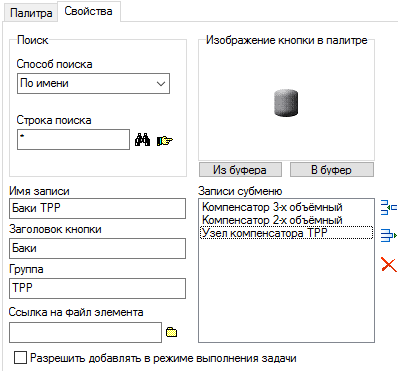 Палитра Свойства
Поиск
Способ поиска
По имени
Строка поиска
*
Изображение кнопки в палитре
Из буфера В буфер
Имя записи
Баки ТРР
Заголовок кнопки
Баки
Группа
ТРР
Ссылка на файл элемента
Записи субменю
Компенсатор 3-х объёмный
Компенсатор 2-х объёмный
Узел компенсатора ТРР
Разрешить добавлять в режиме выполнения задачи